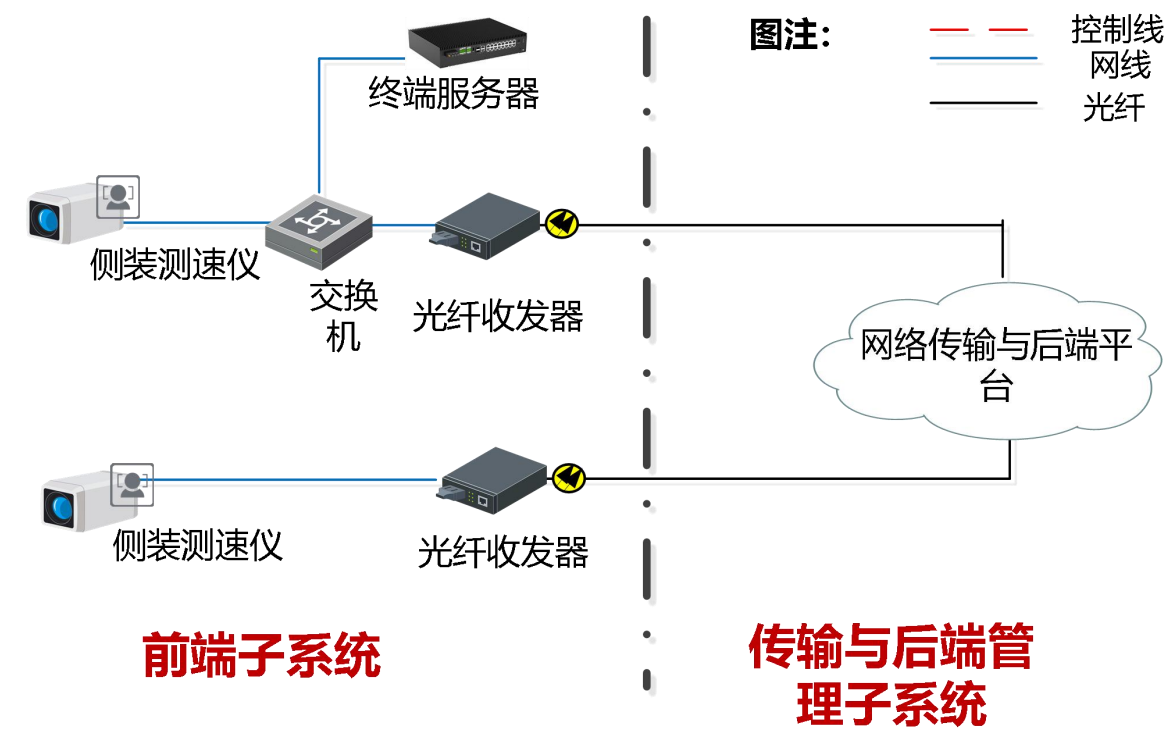 图注：
控制线
网线
光纤
终端服务器
侧装测速仪
交换
机
光纤收发器
网络传输与后端平
台
侧装测速仪
光纤收发器
前端子系统
传输与后端管
理子系统